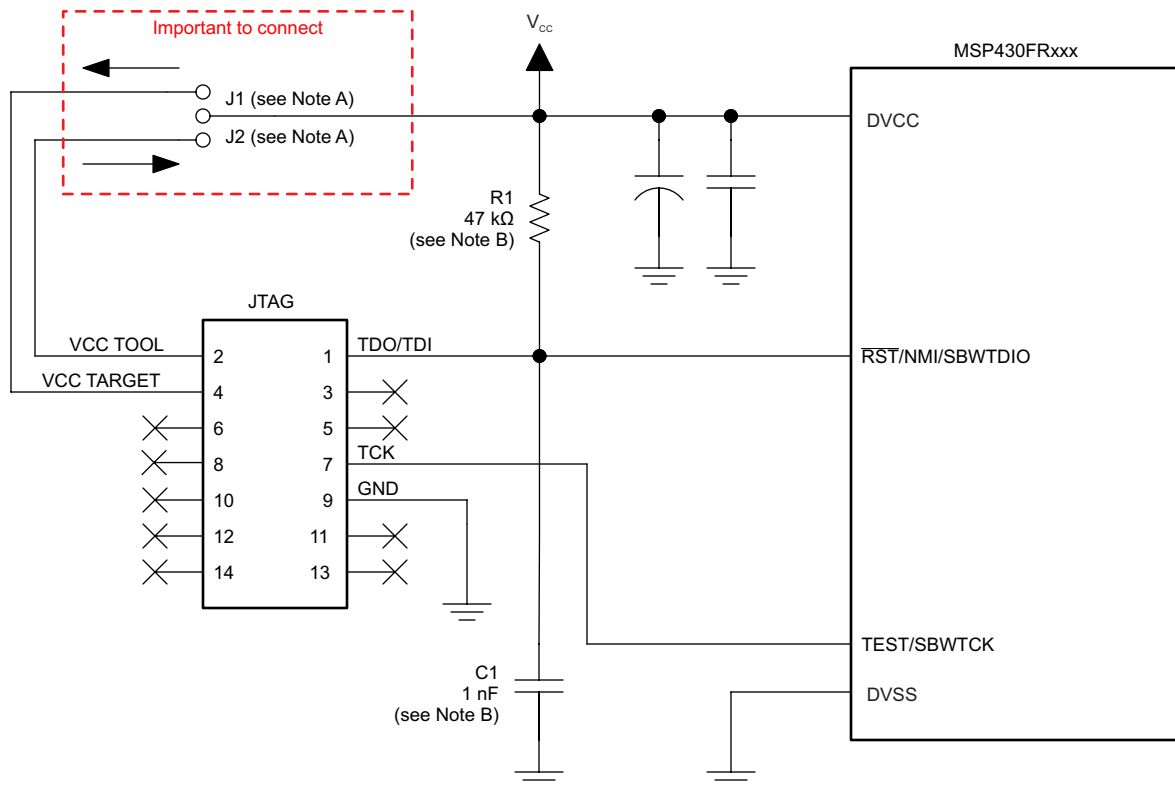 Important to connect
V_CC
MSP430FRxxx
J1 (see Note A)
DVCC
J2 (see Note A)
R1
47 kΩ
(see Note B)
JTAG
VCC TOOL
2
1
TDO/TDI
R̅S̅T̅/NMI/SBWTDIO
VCC TARGET
4
3
6
5
8
7
TCK
10
9
GND
12
11
14
13
TEST/SBWTCK
C1
1 nF
(see Note B)
DVSS